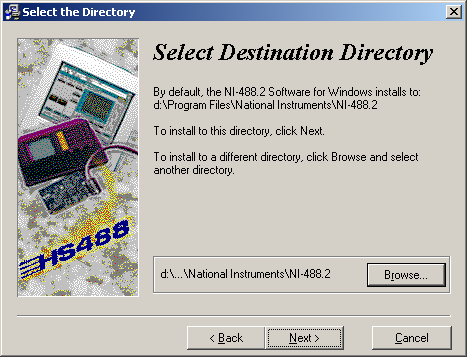 Select the Directory
Select Destination Directory
By default, the NI-488.2 Software for Windows installs to:
d:\Program Files\National Instruments\NI-488.2
To install to this directory, click Next.
To install to a different directory, click Browse and select
another directory.
HS488
d:\...\National Instruments\NI-488.2
Browse...
< Back
Next >
Cancel